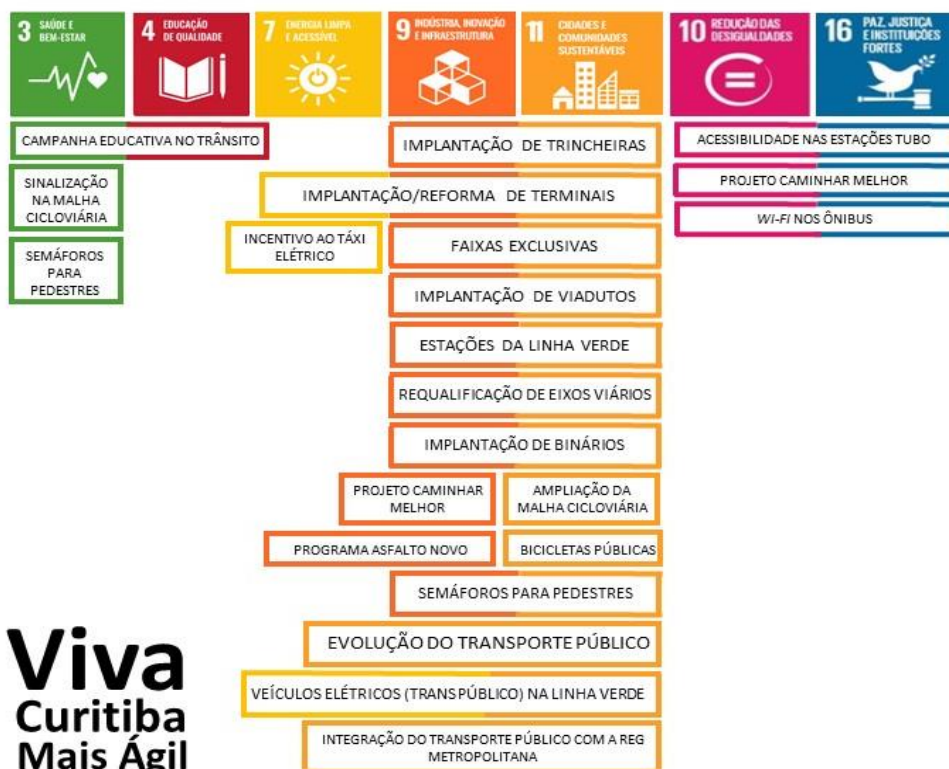 3 SAÚDE E
BEM-ESTAR
4 EDUCAÇÃO
DE QUALIDADE
7 ENERGIA LIMPA
E ACESSÍVEL
9 INDÚSTRIA, INOVAÇÃO
E INFRAESTRUTURA
11 CIDADES E
COMUNIDADES
SUSTENTÁVEIS
10 REDUÇÃO DAS
DESIGUALDADES
16 PAZ, JUSTIÇA
E INSTITUIÇÕES
FORTES
CAMPANHA EDUCATIVA NO TRÂNSITO
SINALIZAÇÃO
NA MALHA
CICLOVIÁRIA
SEMÁFOROS
PARA
PEDESTRES
IMPLANTAÇÃO DE TRINCHEIRAS
IMPLANTAÇÃO/REFORMA DE TERMINAIS
INCENTIVO AO TÁXI
ELÉTRICO
FAIXAS EXCLUSIVAS
IMPLANTAÇÃO DE VIADUTOS
ESTAÇÕES DA LINHA VERDE
REQUALIFICAÇÃO DE EIXOS VIÁRIOS
IMPLANTAÇÃO DE BINÁRIOS
PROJETO CAMINHAR
MELHOR
AMPLIAÇÃO DA
MALHA CICLOVIÁRIA
PROGRAMA ASFALTO NOVO
BICICLETAS PÚBLICAS
SEMÁFOROS PARA PEDESTRES
EVOLUÇÃO DO TRANSPORTE PÚBLICO
VEÍCULOS ELÉTRICOS (TRANS PÚBLICO) NA LINHA VERDE
INTEGRAÇÃO DO TRANSPORTE PÚBLICO COM A REG
METROPOLITANA
ACESSIBILIDADE NAS ESTAÇÕES TUBO
PROJETO CAMINHAR MELHOR
WI-FI NOS ÔNIBUS
Viva
Curitiba
Mais Ágil